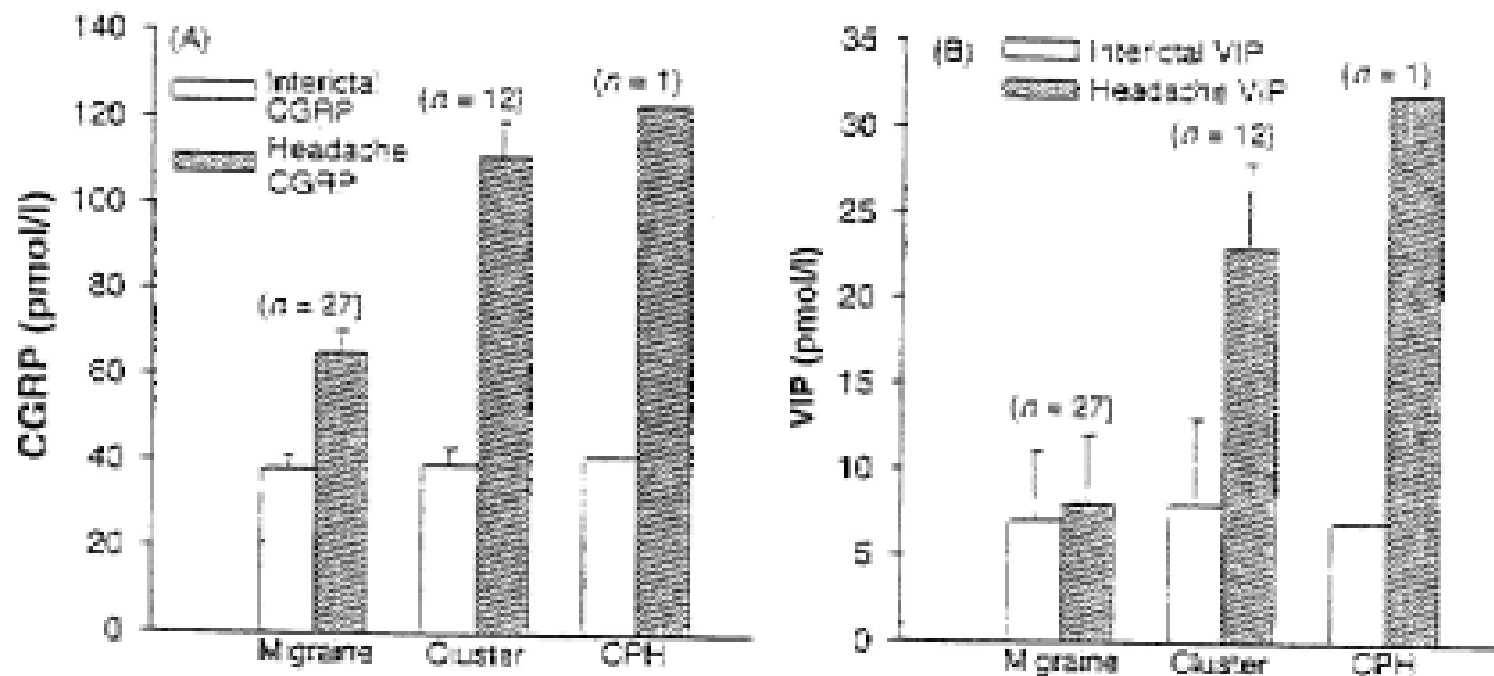 (A)
Interictal
CGRP
Headache
CGRP
(n = 27)
(n = 12)
(n = 1)
CGRP (pmol/l)
140
120
100
80
60
40
20
0
Migraine
Cluster
CPH
(B)
Interictal VIP
Headache VIP
(n = 27)
(n = 12)
(n = 1)
VIP (pmol/l)
35
30
25
20
15
10
5
0
Migraine
Cluster
CPH